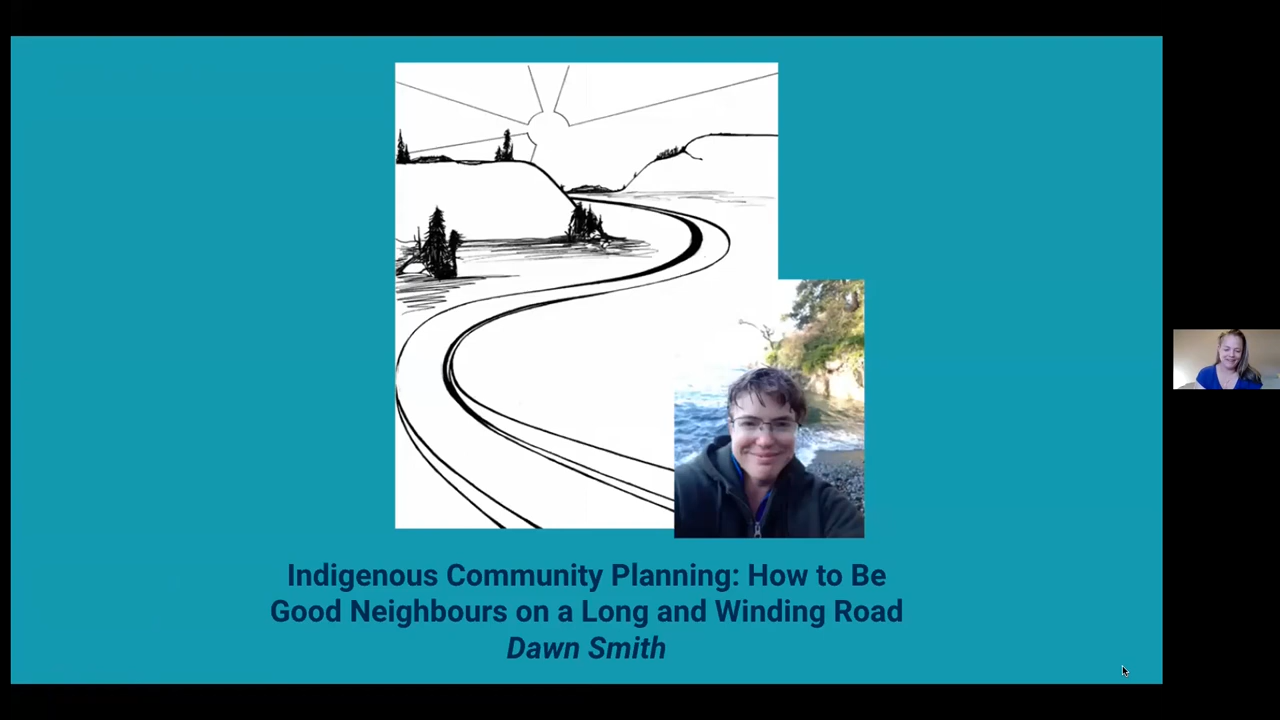 Indigenous Community Planning: How to Be
Good Neighbours on a Long and Winding Road
Dawn Smith